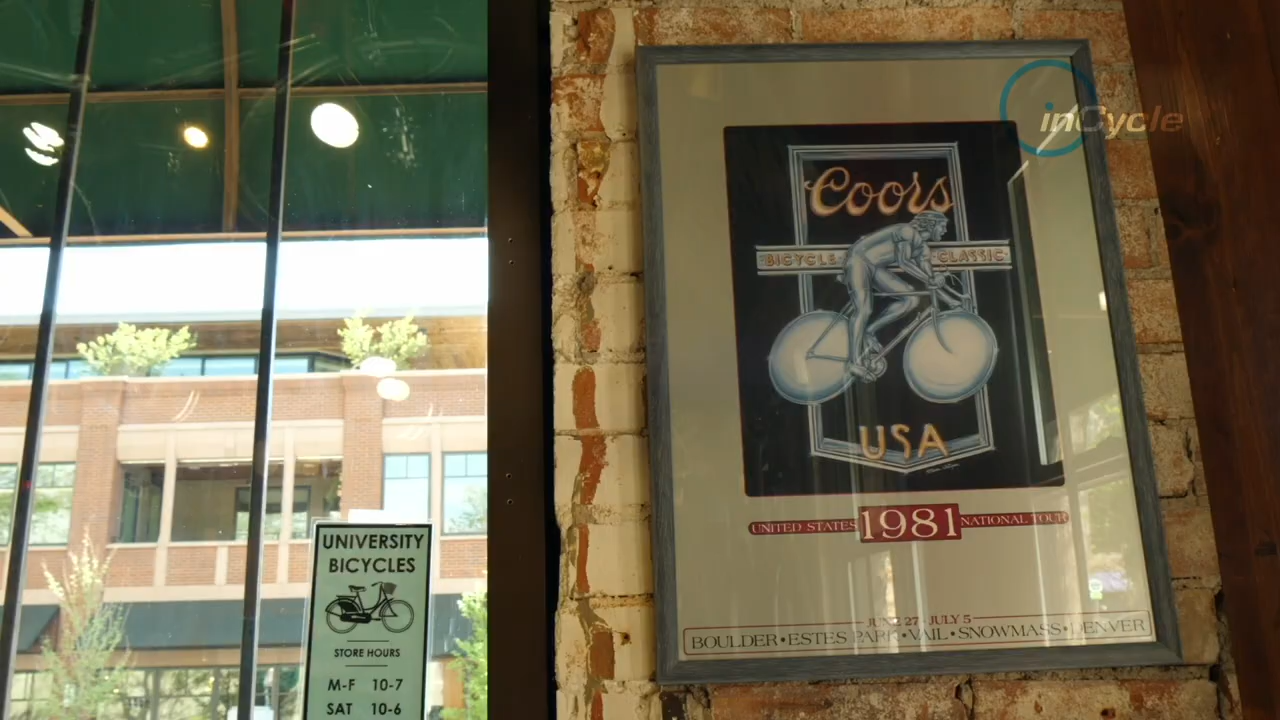 inCycle
Coors
BICYCLE CLASSIC
USA
UNITED STATES 1981 NATIONAL TOUR
JUNE 27 - JULY 5
BOULDER • ESTES PARK • VAIL • SNOWMASS • DENVER
UNIVERSITY
BICYCLES
STORE HOURS
M-F 10-7
SAT 10-6